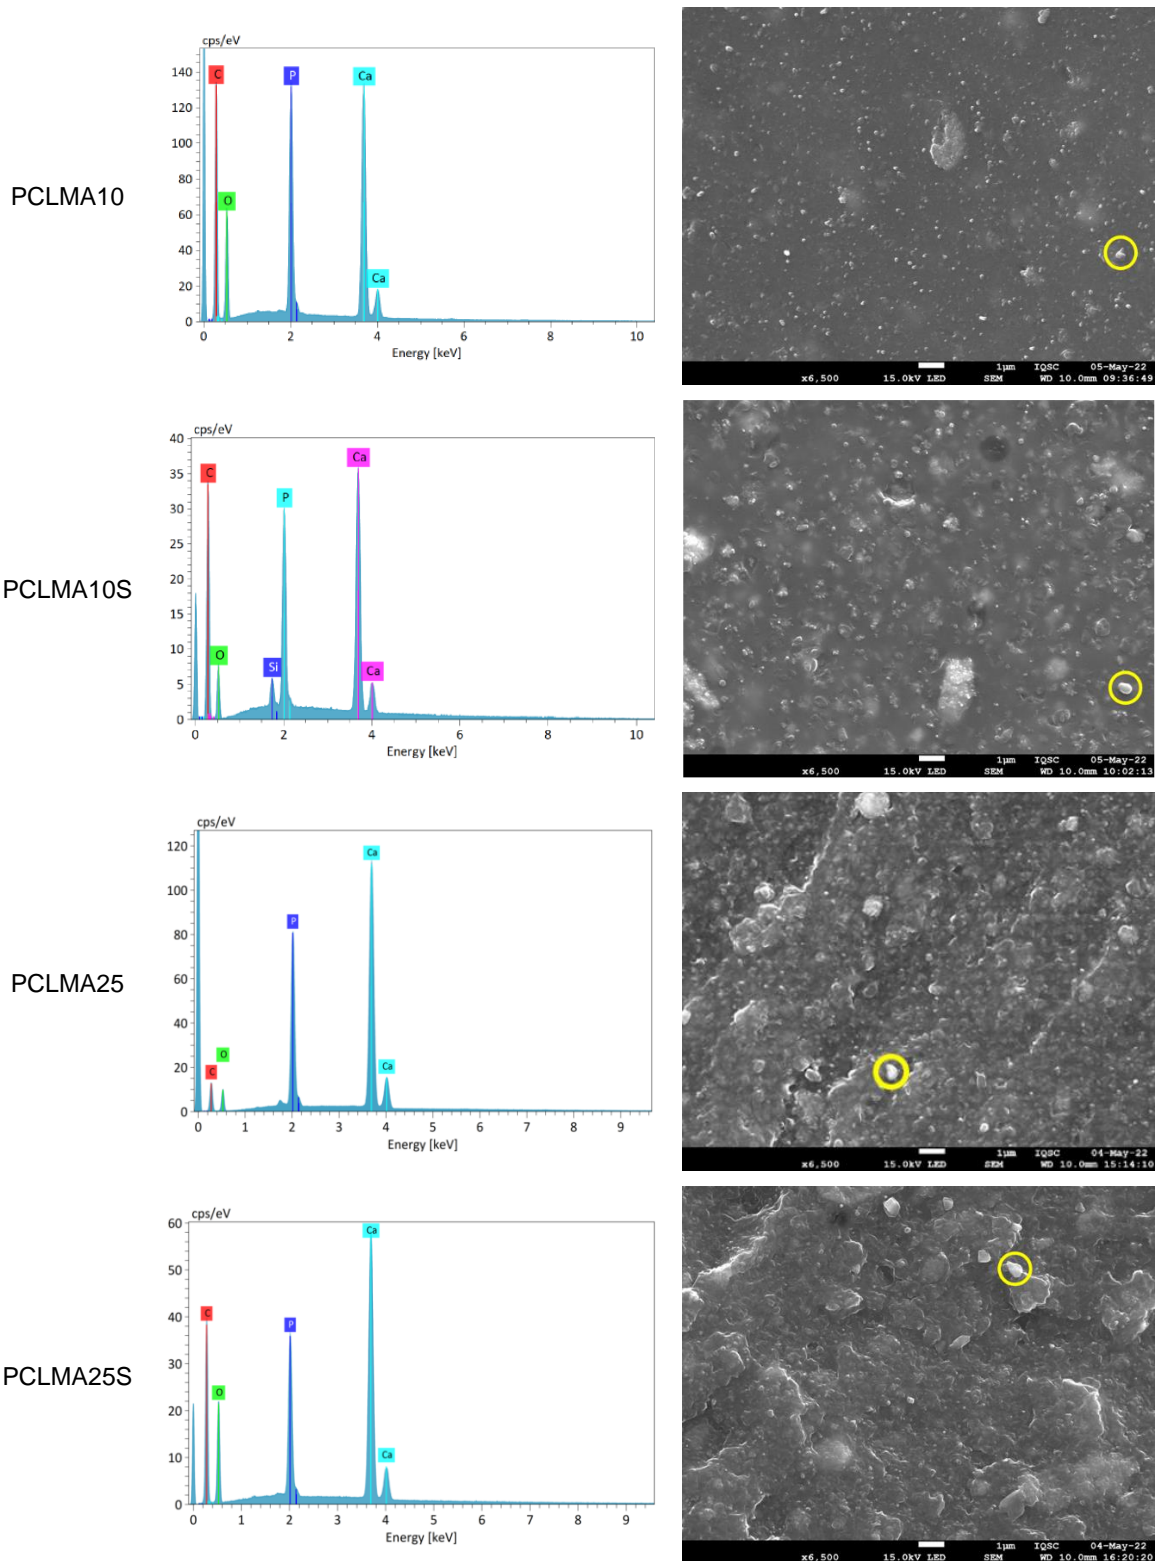 PCLMA10
cps/eV
140
120
100
80
60
40
20
0
C
O
P
Ca
Ca
0 2 4 6 8 10
Energy [keV]
1µm IQSC 05-May-22
x6,500 15.0kV LED SEM WD 10.0mm 09:36:49
PCLMA10S
cps/eV
40
35
30
25
20
15
10
5
0
C
O
Si
P
Ca
Ca
0 2 4 6 8 10
Energy [keV]
1µm IQSC 05-May-22
x6,500 15.0kV LED SEM WD 10.0mm 10:02:13
PCLMA25
cps/eV
120
100
80
60
40
20
0
C
O
P
Ca
Ca
0 1 2 3 4 5 6 7 8 9
Energy [keV]
1µm IQSC 04-May-22
x6,500 15.0kV LED SEM WD 10.0mm 15:14:10
PCLMA25S
cps/eV
60
50
40
30
20
10
0
C
O
P
Ca
Ca
0 1 2 3 4 5 6 7 8 9
Energy [keV]
1µm IQSC 04-May-22
x6,500 15.0kV LED SEM WD 10.0mm 16:20:20